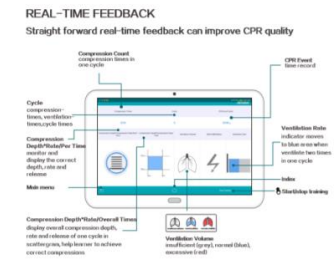 REAL-TIME FEEDBACK
Straight forward real-time feedback can improve CPR quality
Compression Count
compression times in
one cycle
CPR Event
time record
Cycle
compression-
times, ventilation-
times,cycle times
Compression
Depth*Rate/Per Time
monitor and
display the correct
depth, rate and
release
Main menu
Ventilation Rate
indicator moves
to blue area when
ventilate two times
in one cycle
Index
Start/stop training
Compression Depth*Rate/Overall Times
display overall compression depth,
rate and release of one cycle in
scattergram, help learner to achieve
correct compressions
Ventilation Volume
insufficient (grey), normal (blue),
excessive (red)